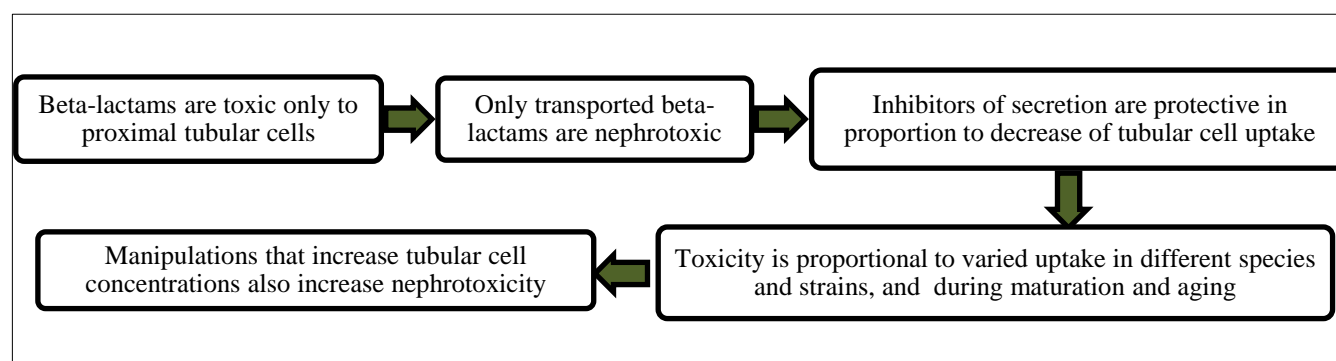 Beta-lactams are toxic only to
proximal tubular cells
Only transported beta-
lactams are nephrotoxic
Inhibitors of secretion are protective in
proportion to decrease of tubular cell uptake
Toxicity is proportional to varied uptake in different species
and strains, and  during maturation and aging
Manipulations that increase tubular cell
concentrations also increase nephrotoxicity